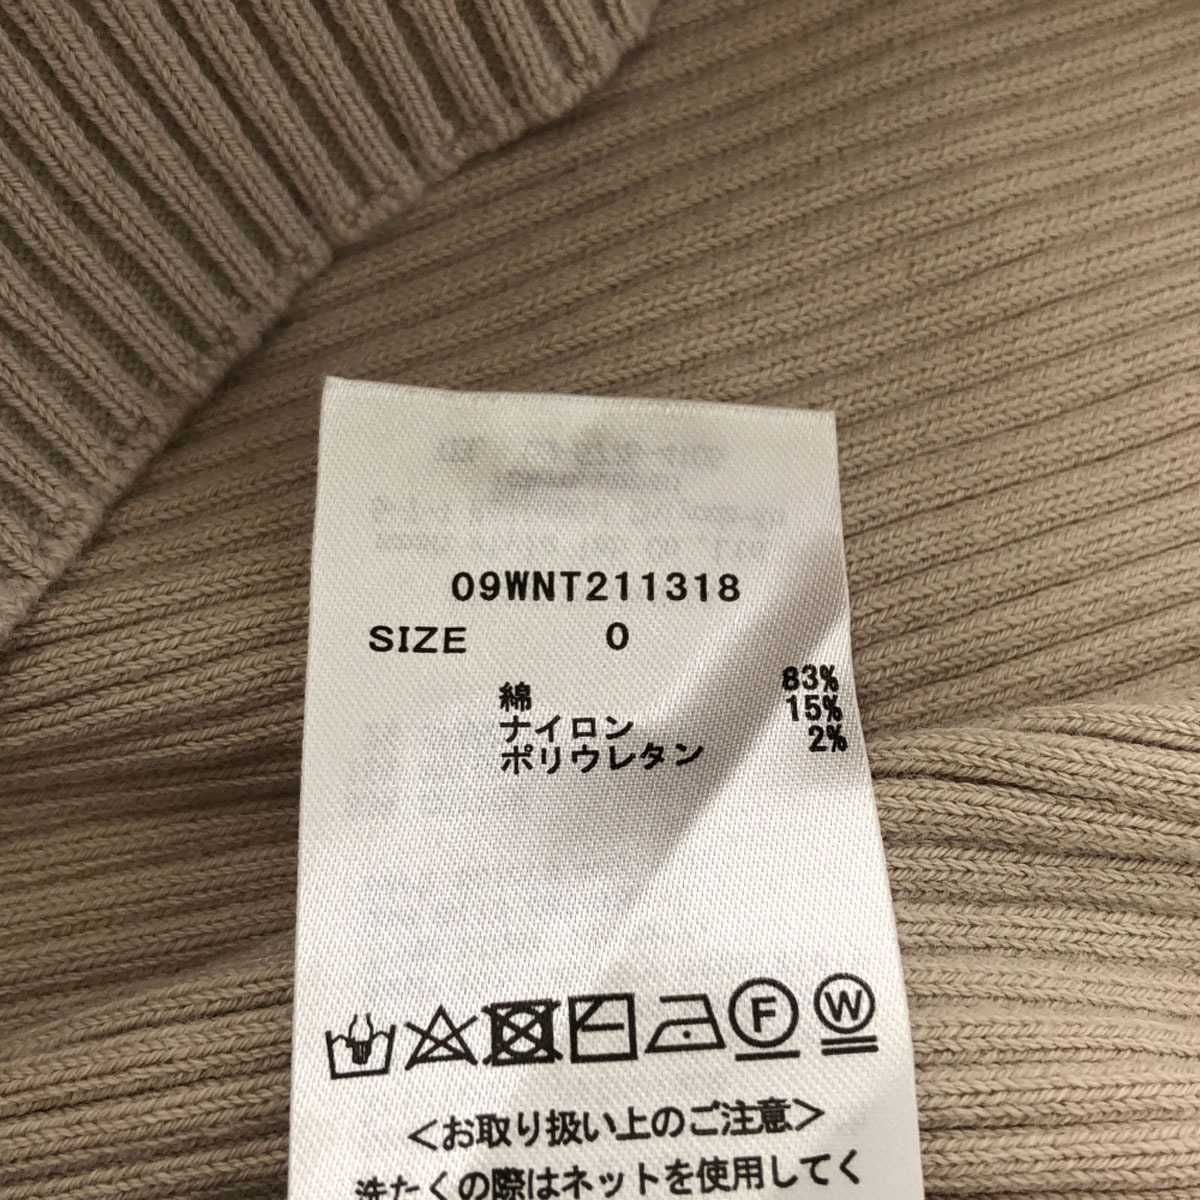 09WNT211318
SIZE 0
綿 83%
ナイロン 15%
ポリウレタン 2%
F W
＜お取り扱い上のご注意＞
洗たくの際はネットを使用してく